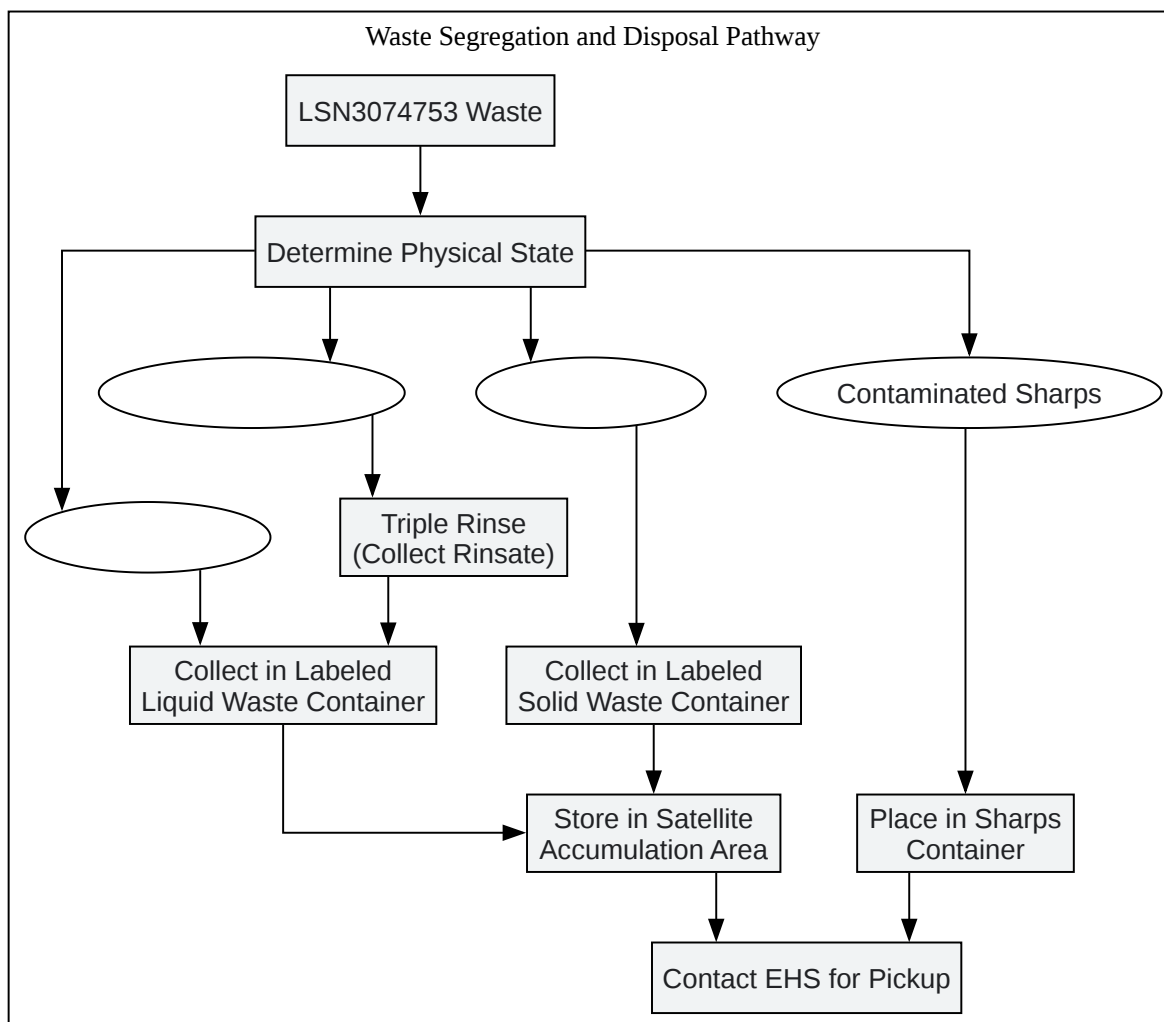 Waste Segregation and Disposal Pathway
LSN3074753 Waste
Determine Physical State
Contaminated Sharps
Triple Rinse
(Collect Rinsate)
Collect in Labeled
Liquid Waste Container
Collect in Labeled
Solid Waste Container
Store in Satellite
Accumulation Area
Place in Sharps
Container
Contact EHS for Pickup